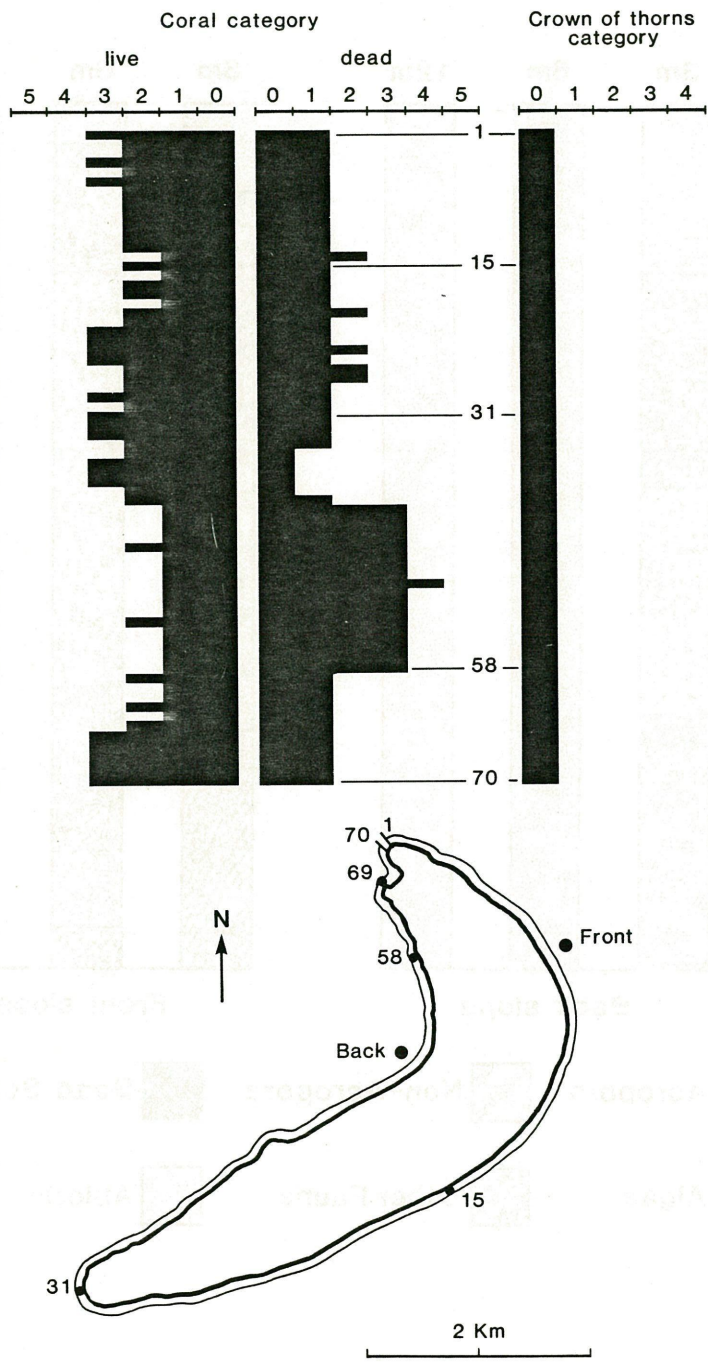 Coral category
Crown of thorns
category
live
dead
5 4 3 2 1 0
0 1 2 3 4 5
0 1 2 3 4
1
15
31
58
70
70 1
69
N
Front
58
Back
15
31
2 Km